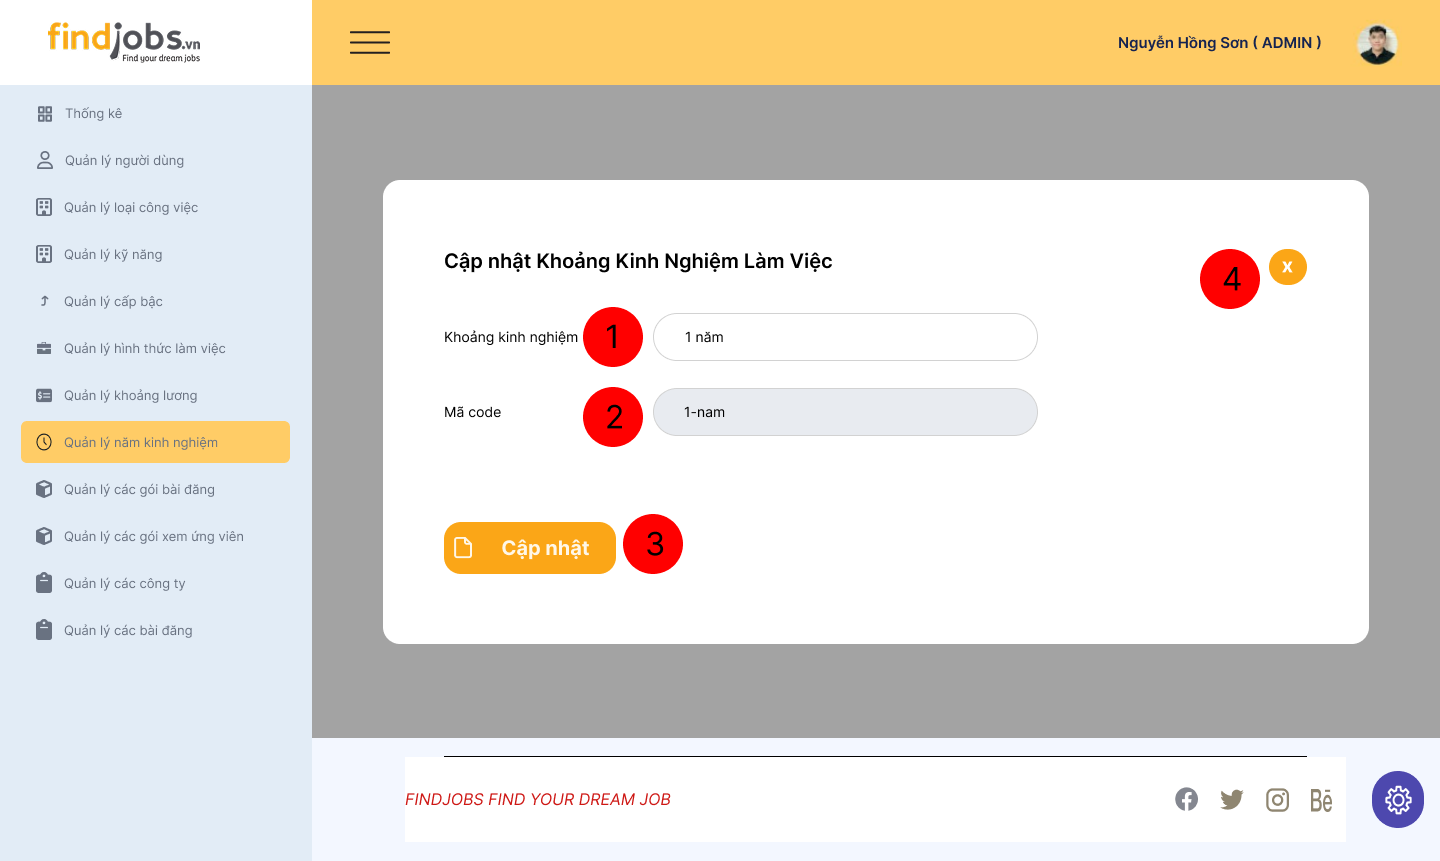 findjobs.vn
Find your dream jobs
Nguyễn Hồng Sơn ( ADMIN )
Thống kê
Quản lý người dùng
Quản lý loại công việc
Quản lý kỹ năng
Quản lý cấp bậc
Quản lý hình thức làm việc
Quản lý khoảng lương
Quản lý năm kinh nghiệm
Quản lý các gói bài đăng
Quản lý các gói xem ứng viên
Quản lý các công ty
Quản lý các bài đăng
Cập nhật Khoảng Kinh Nghiệm Làm Việc
4
X
Khoảng kinh nghiệm
1
1 năm
Mã code
2
1-nam
Cập nhật
3
FINDJOBS FIND YOUR DREAM JOB